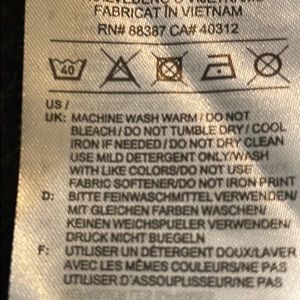 FABRICAT ÎN VIETNAM
RN# 88387 CA# 40312
40
US /
UK: MACHINE WASH WARM / DO NOT
BLEACH / DO NOT TUMBLE DRY / COOL
IRON IF NEEDED / DO NOT DRY CLEAN
USE MILD DETERGENT ONLY/WASH
WITH LIKE COLORS/DO NOT USE
FABRIC SOFTENER/DO NOT IRON PRINT
D: BITTE FEINWASCHMITTEL VERWENDEN/
MIT GLEICHEN FARBEN WASCHEN/
KEINEN WEICHSPUELER VERWENDEN/
DRUCK NICHT BUEGELN
F: UTILISER UN DÉTERGENT DOUX/LAVER
AVEC LES MÊMES COULEURS/NE PAS
UTILISER D'ASSOUPLISSEUR/NE PAS